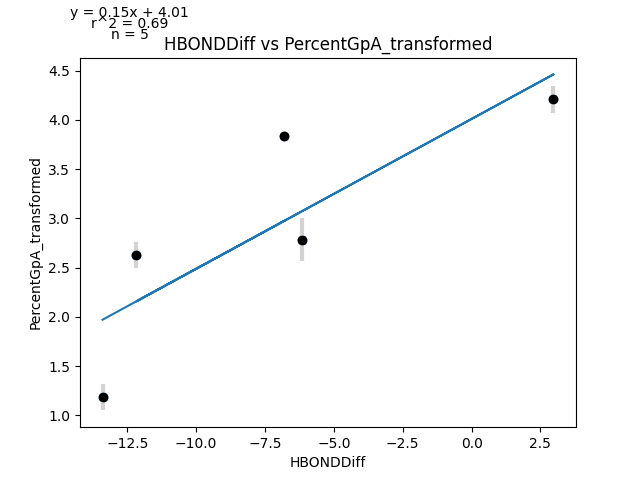 y = 0.15x + 4.01
r^2 = 0.69
n = 5
HBONDDiff vs PercentGpA_transformed
PercentGpA_transformed
4.5
4.0
3.5
3.0
2.5
2.0
1.5
1.0
−12.5 −10.0 −7.5 −5.0 −2.5 0.0 2.5
HBONDDiff